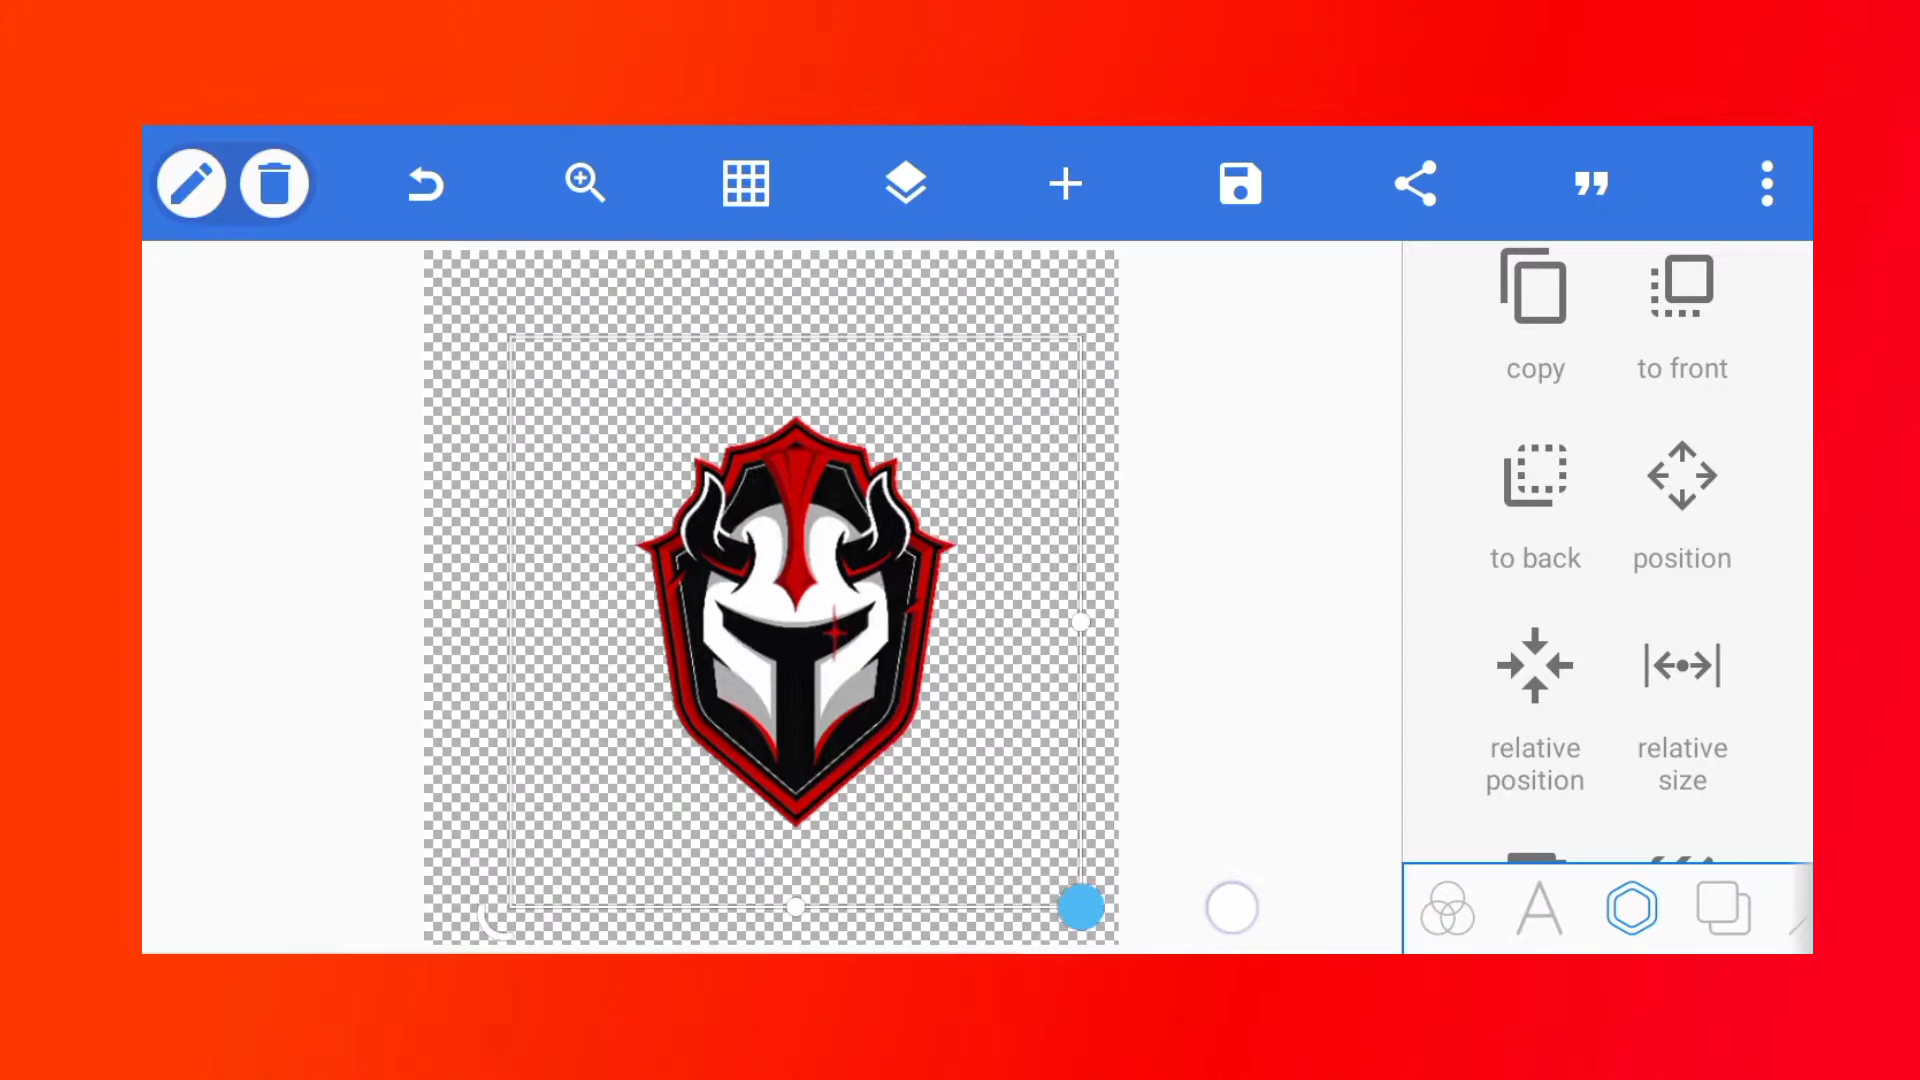 copy
to front
to back
position
relative
position
relative
size